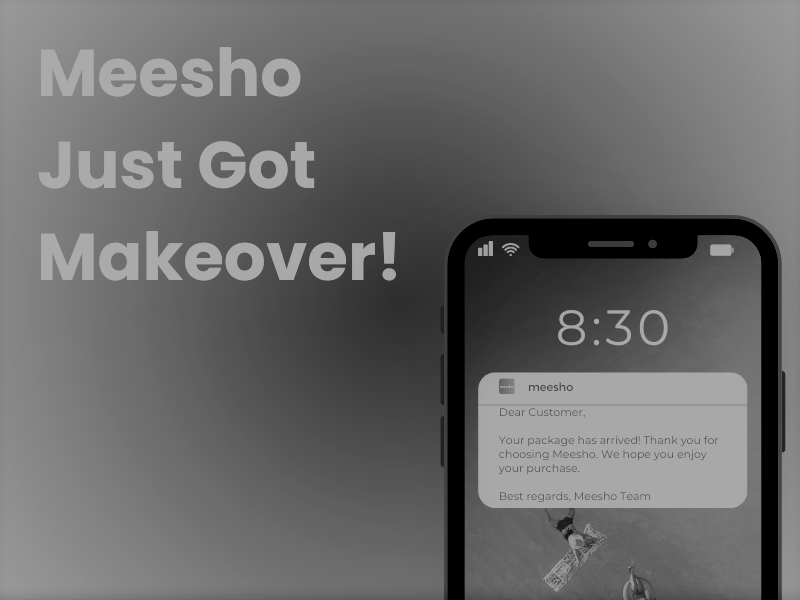 Meesho
Just Got
Makeover!
8:30
meesho
Dear Customer,
Your package has arrived! Thank you for
choosing Meesho. We hope you enjoy
your purchase.
Best regards, Meesho Team